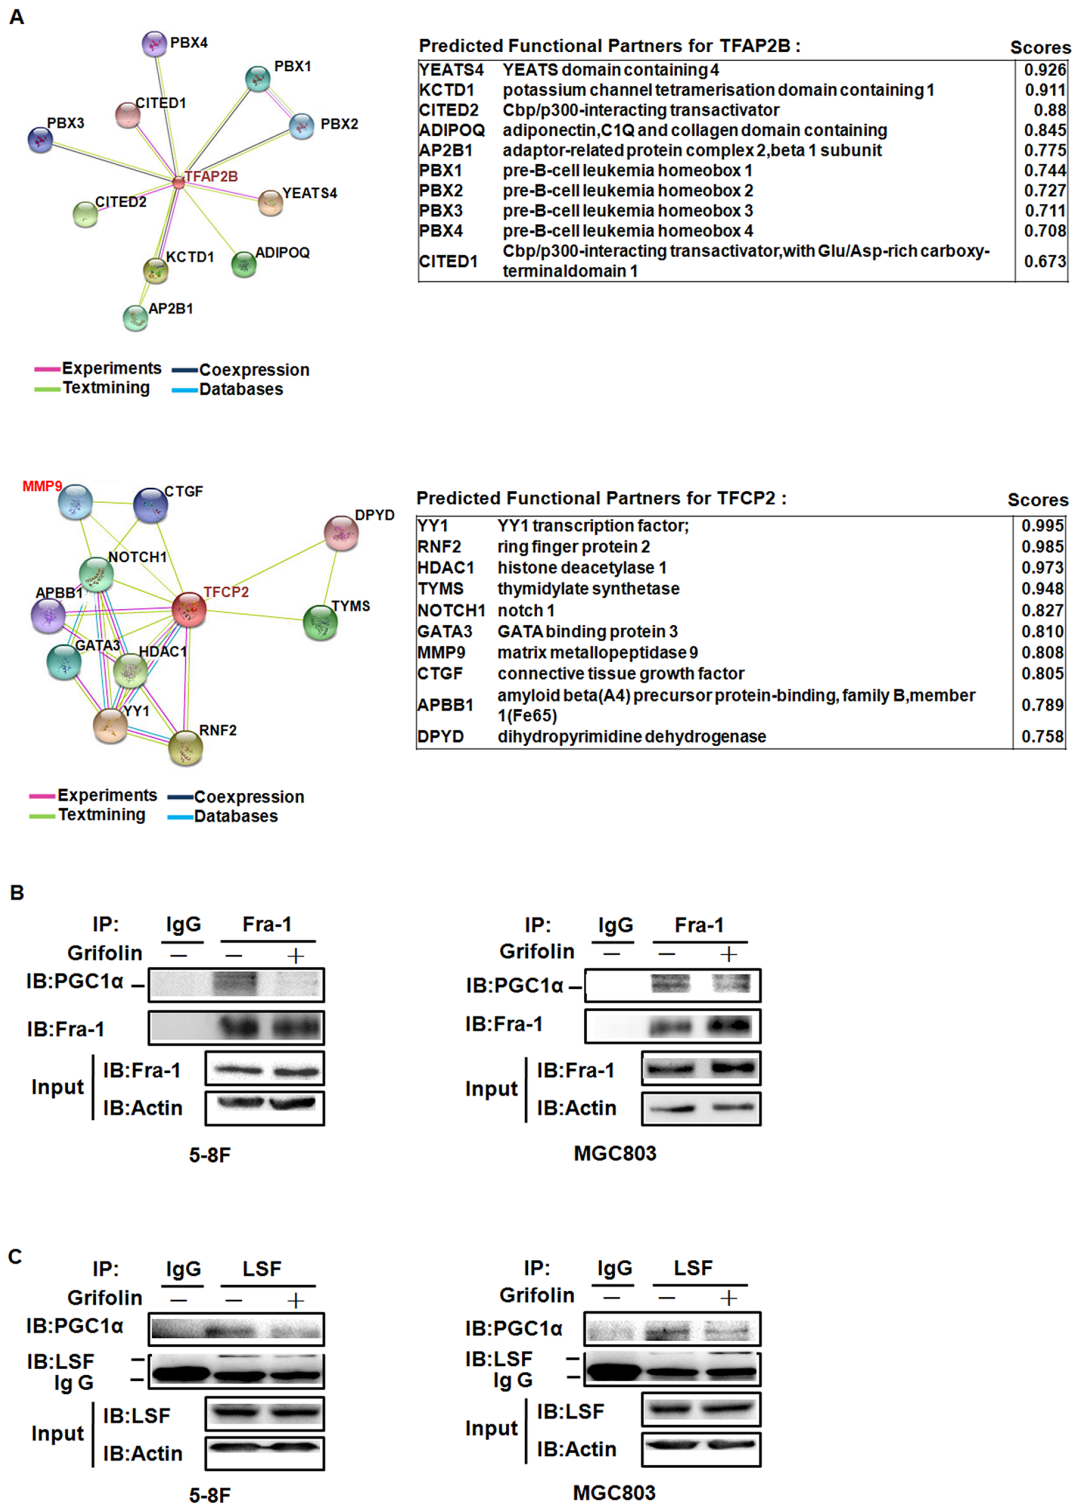 A
PBX4
PBX1
CITED1
PBX3
PBX2
TFAP2B
CITED2
YEATS4
KCTD1
ADIPOQ
AP2B1
Experiments
Coexpression
Textmining
Databases
Predicted Functional Partners for TFAP2B :
Scores
YEATS4 YEATS domain containing 4 0.926
KCTD1 potassium channel tetramerisation domain containing 1 0.911
CITED2 Cbp/p300-interacting transactivator 0.88
ADIPOQ adiponectin,C1Q and collagen domain containing 0.845
AP2B1 adaptor-related protein complex 2,beta 1 subunit 0.775
PBX1 pre-B-cell leukemia homeobox 1 0.744
PBX2 pre-B-cell leukemia homeobox 2 0.727
PBX3 pre-B-cell leukemia homeobox 3 0.711
PBX4 pre-B-cell leukemia homeobox 4 0.708
CITED1 Cbp/p300-interacting transactivator,with Glu/Asp-rich carboxy-
terminaldomain 1 0.673
MMP9
CTGF
DPYD
NOTCH1
APBB1
TFCP2
TYMS
GATA3
HDAC1
YY1
RNF2
Experiments
Coexpression
Textmining
Databases
Predicted Functional Partners for TFCP2 :
Scores
YY1 YY1 transcription factor; 0.995
RNF2 ring finger protein 2 0.985
HDAC1 histone deacetylase 1 0.973
TYMS thymidylate synthetase 0.948
NOTCH1 notch 1 0.827
GATA3 GATA binding protein 3 0.810
MMP9 matrix metallopeptidase 9 0.808
CTGF connective tissue growth factor 0.805
APBB1 amyloid beta(A4) precursor protein-binding, family B,member
1(Fe65) 0.789
DPYD dihydropyrimidine dehydrogenase 0.758
B
IP: IgG Fra-1
Grifolin − − +
IB:PGC1α
IB:Fra-1
Input
IB:Fra-1
IB:Actin
5-8F
IP: IgG Fra-1
Grifolin − − +
IB:PGC1α
IB:Fra-1
Input
IB:Fra-1
IB:Actin
MGC803
C
IP: IgG LSF
Grifolin − − +
IB:PGC1α
IB:LSF
Ig G
Input
IB:LSF
IB:Actin
5-8F
IP: IgG LSF
Grifolin − − +
IB:PGC1α
IB:LSF
Ig G
Input
IB:LSF
IB:Actin
MGC803